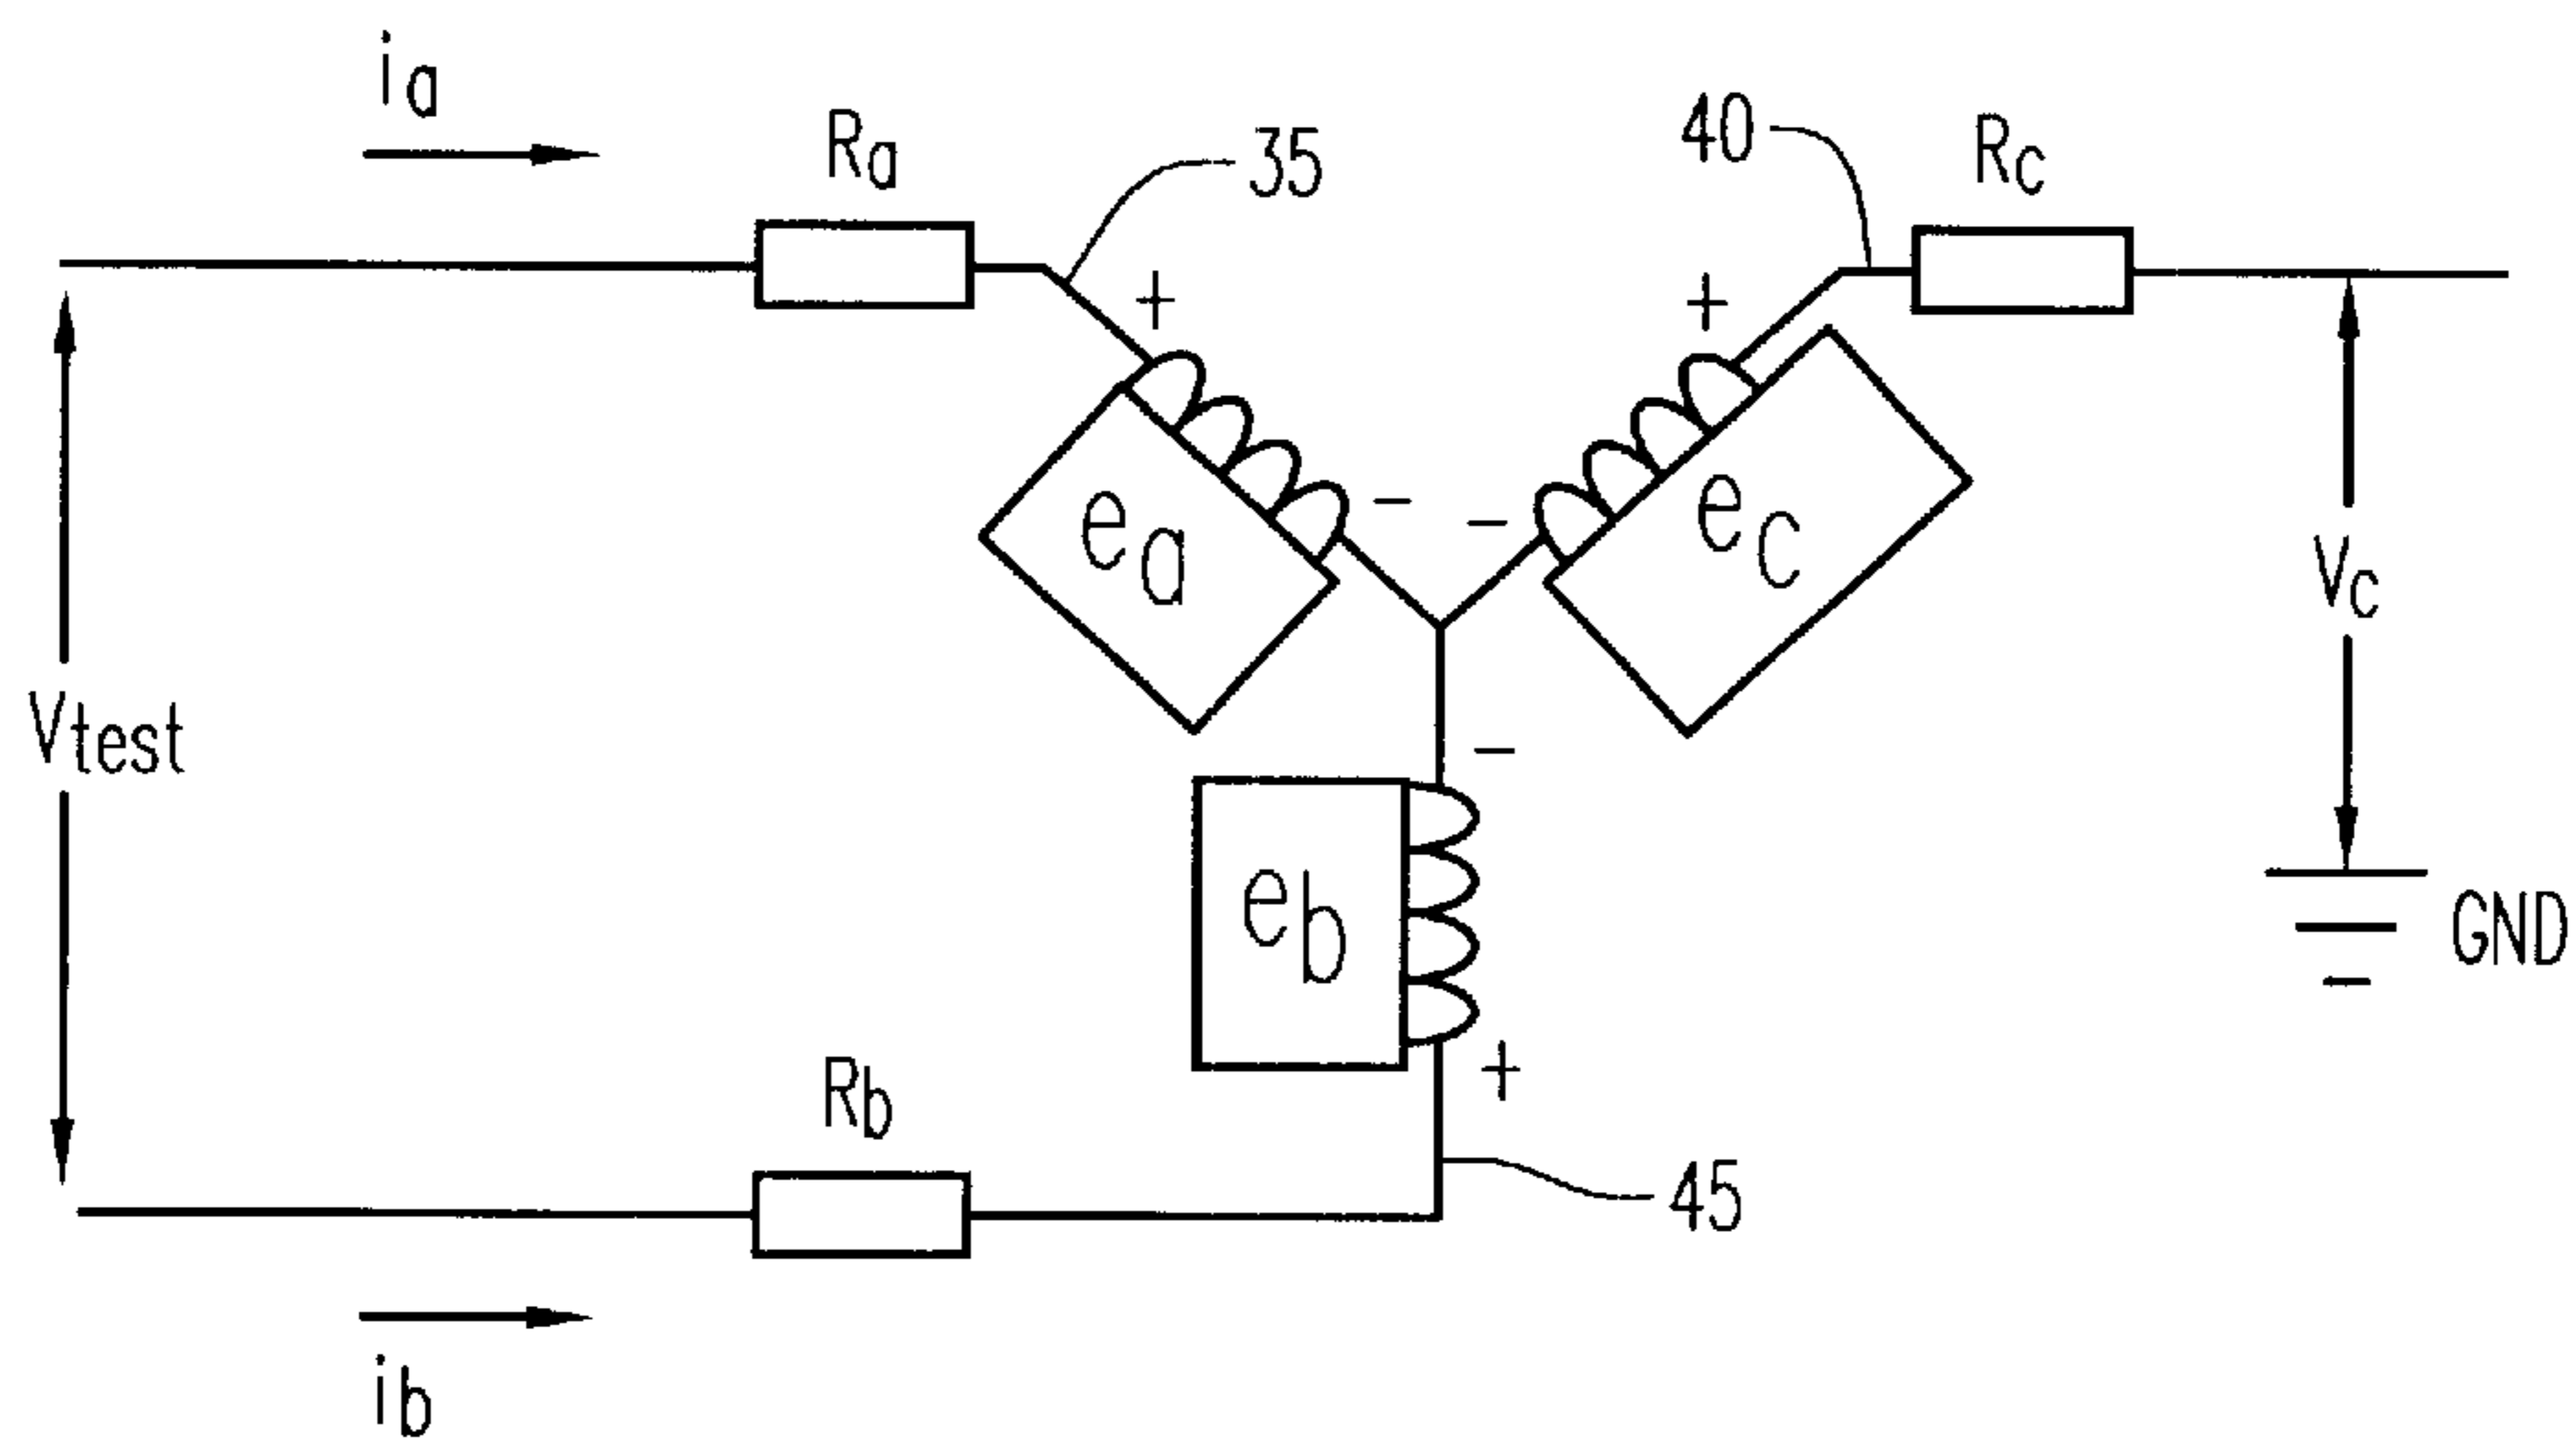 ia
Ra
35
40
Rc
+
+
ea
-
-
ec
Vc
Vtest
-
eb
GND
+
Rb
45
ib